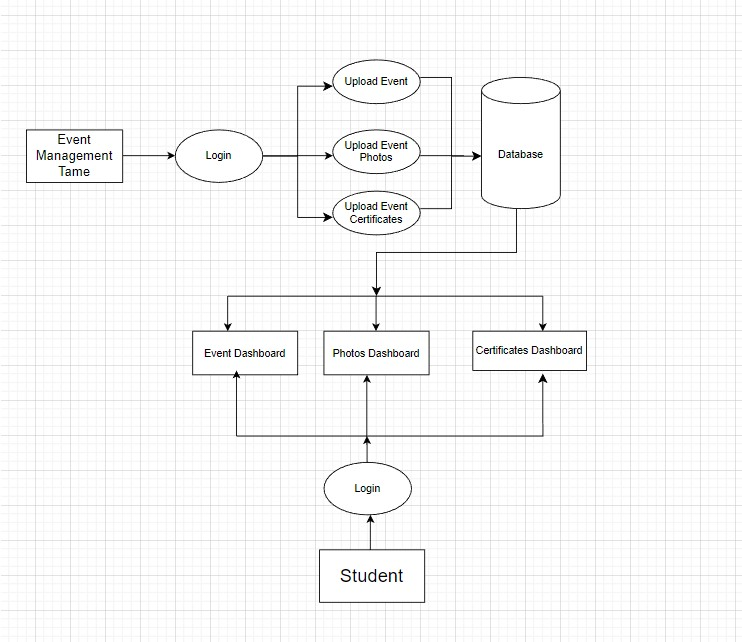 Upload Event
Event
Management
Tame
Login
Upload Event
Photos
Database
Upload Event
Certificates
Event Dashboard
Photos Dashboard
Certificates Dashboard
Login
Student